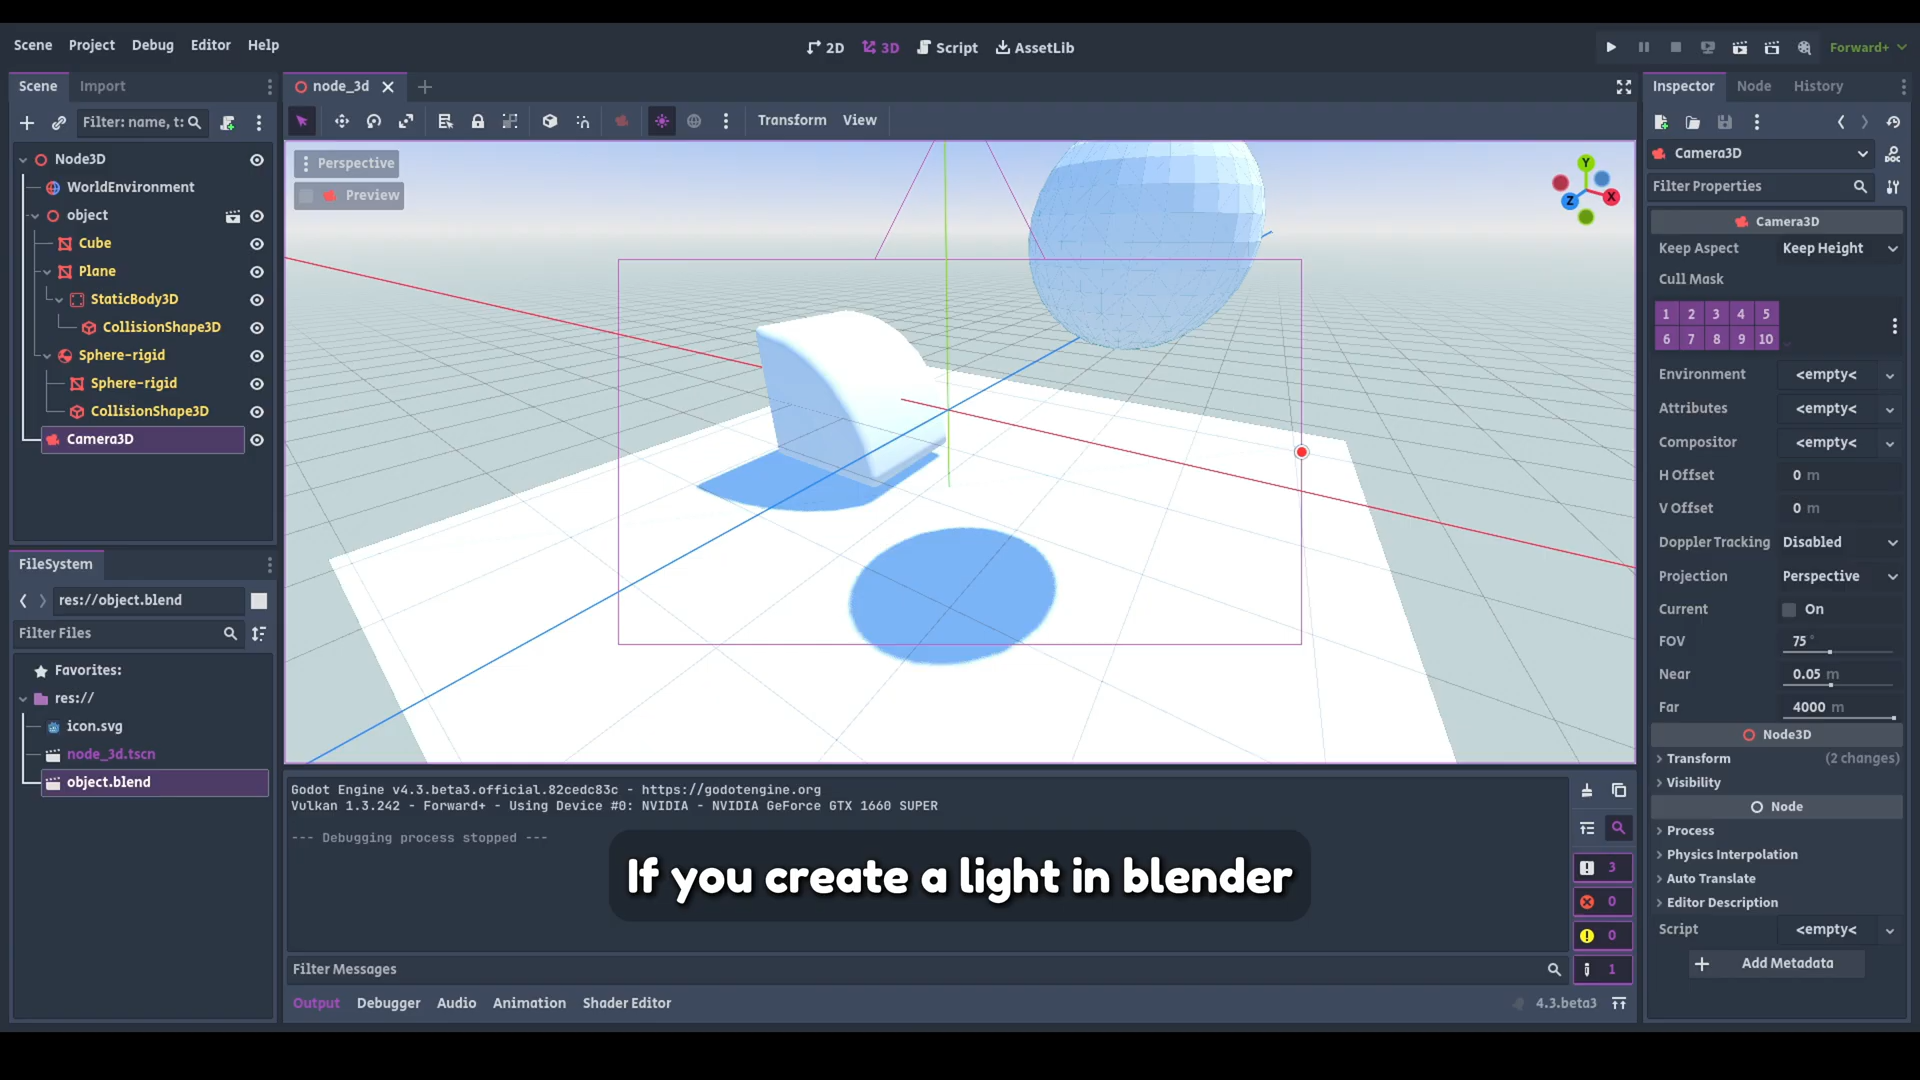 Scene Project Debug Editor Help
2D 3D Script AssetLib
Forward+
Scene Import
Filter: name, t:
Node3D
WorldEnvironment
object
Cube
Plane
StaticBody3D
CollisionShape3D
Sphere-rigid
Sphere-rigid
CollisionShape3D
Camera3D
FileSystem
res://object.blend
Filter Files
Favorites:
res://
icon.svg
node_3d.tscn
object.blend
node_3d
Transform View
Perspective
Preview
Y
X
Z
Godot Engine v4.3.beta3.official.82cedc83c - https://godotengine.org
Vulkan 1.3.242 - Forward+ - Using Device #0: NVIDIA - NVIDIA GeForce GTX 1660 SUPER
--- Debugging process stopped ---
If you create a light in blender
3
0
0
1
Filter Messages
Output Debugger Audio Animation Shader Editor
4.3.beta3
Inspector Node History
Camera3D
Filter Properties
Camera3D
Keep Aspect Keep Height
Cull Mask
1 2 3 4 5
6 7 8 9 10
Environment <empty<
Attributes <empty<
Compositor <empty<
H Offset 0 m
V Offset 0 m
Doppler Tracking Disabled
Projection Perspective
Current On
FOV 75 °
Near 0.05 m
Far 4000 m
Node3D
Transform (2 changes)
Visibility
Node
Process
Physics Interpolation
Auto Translate
Editor Description
Script <empty<
Add Metadata